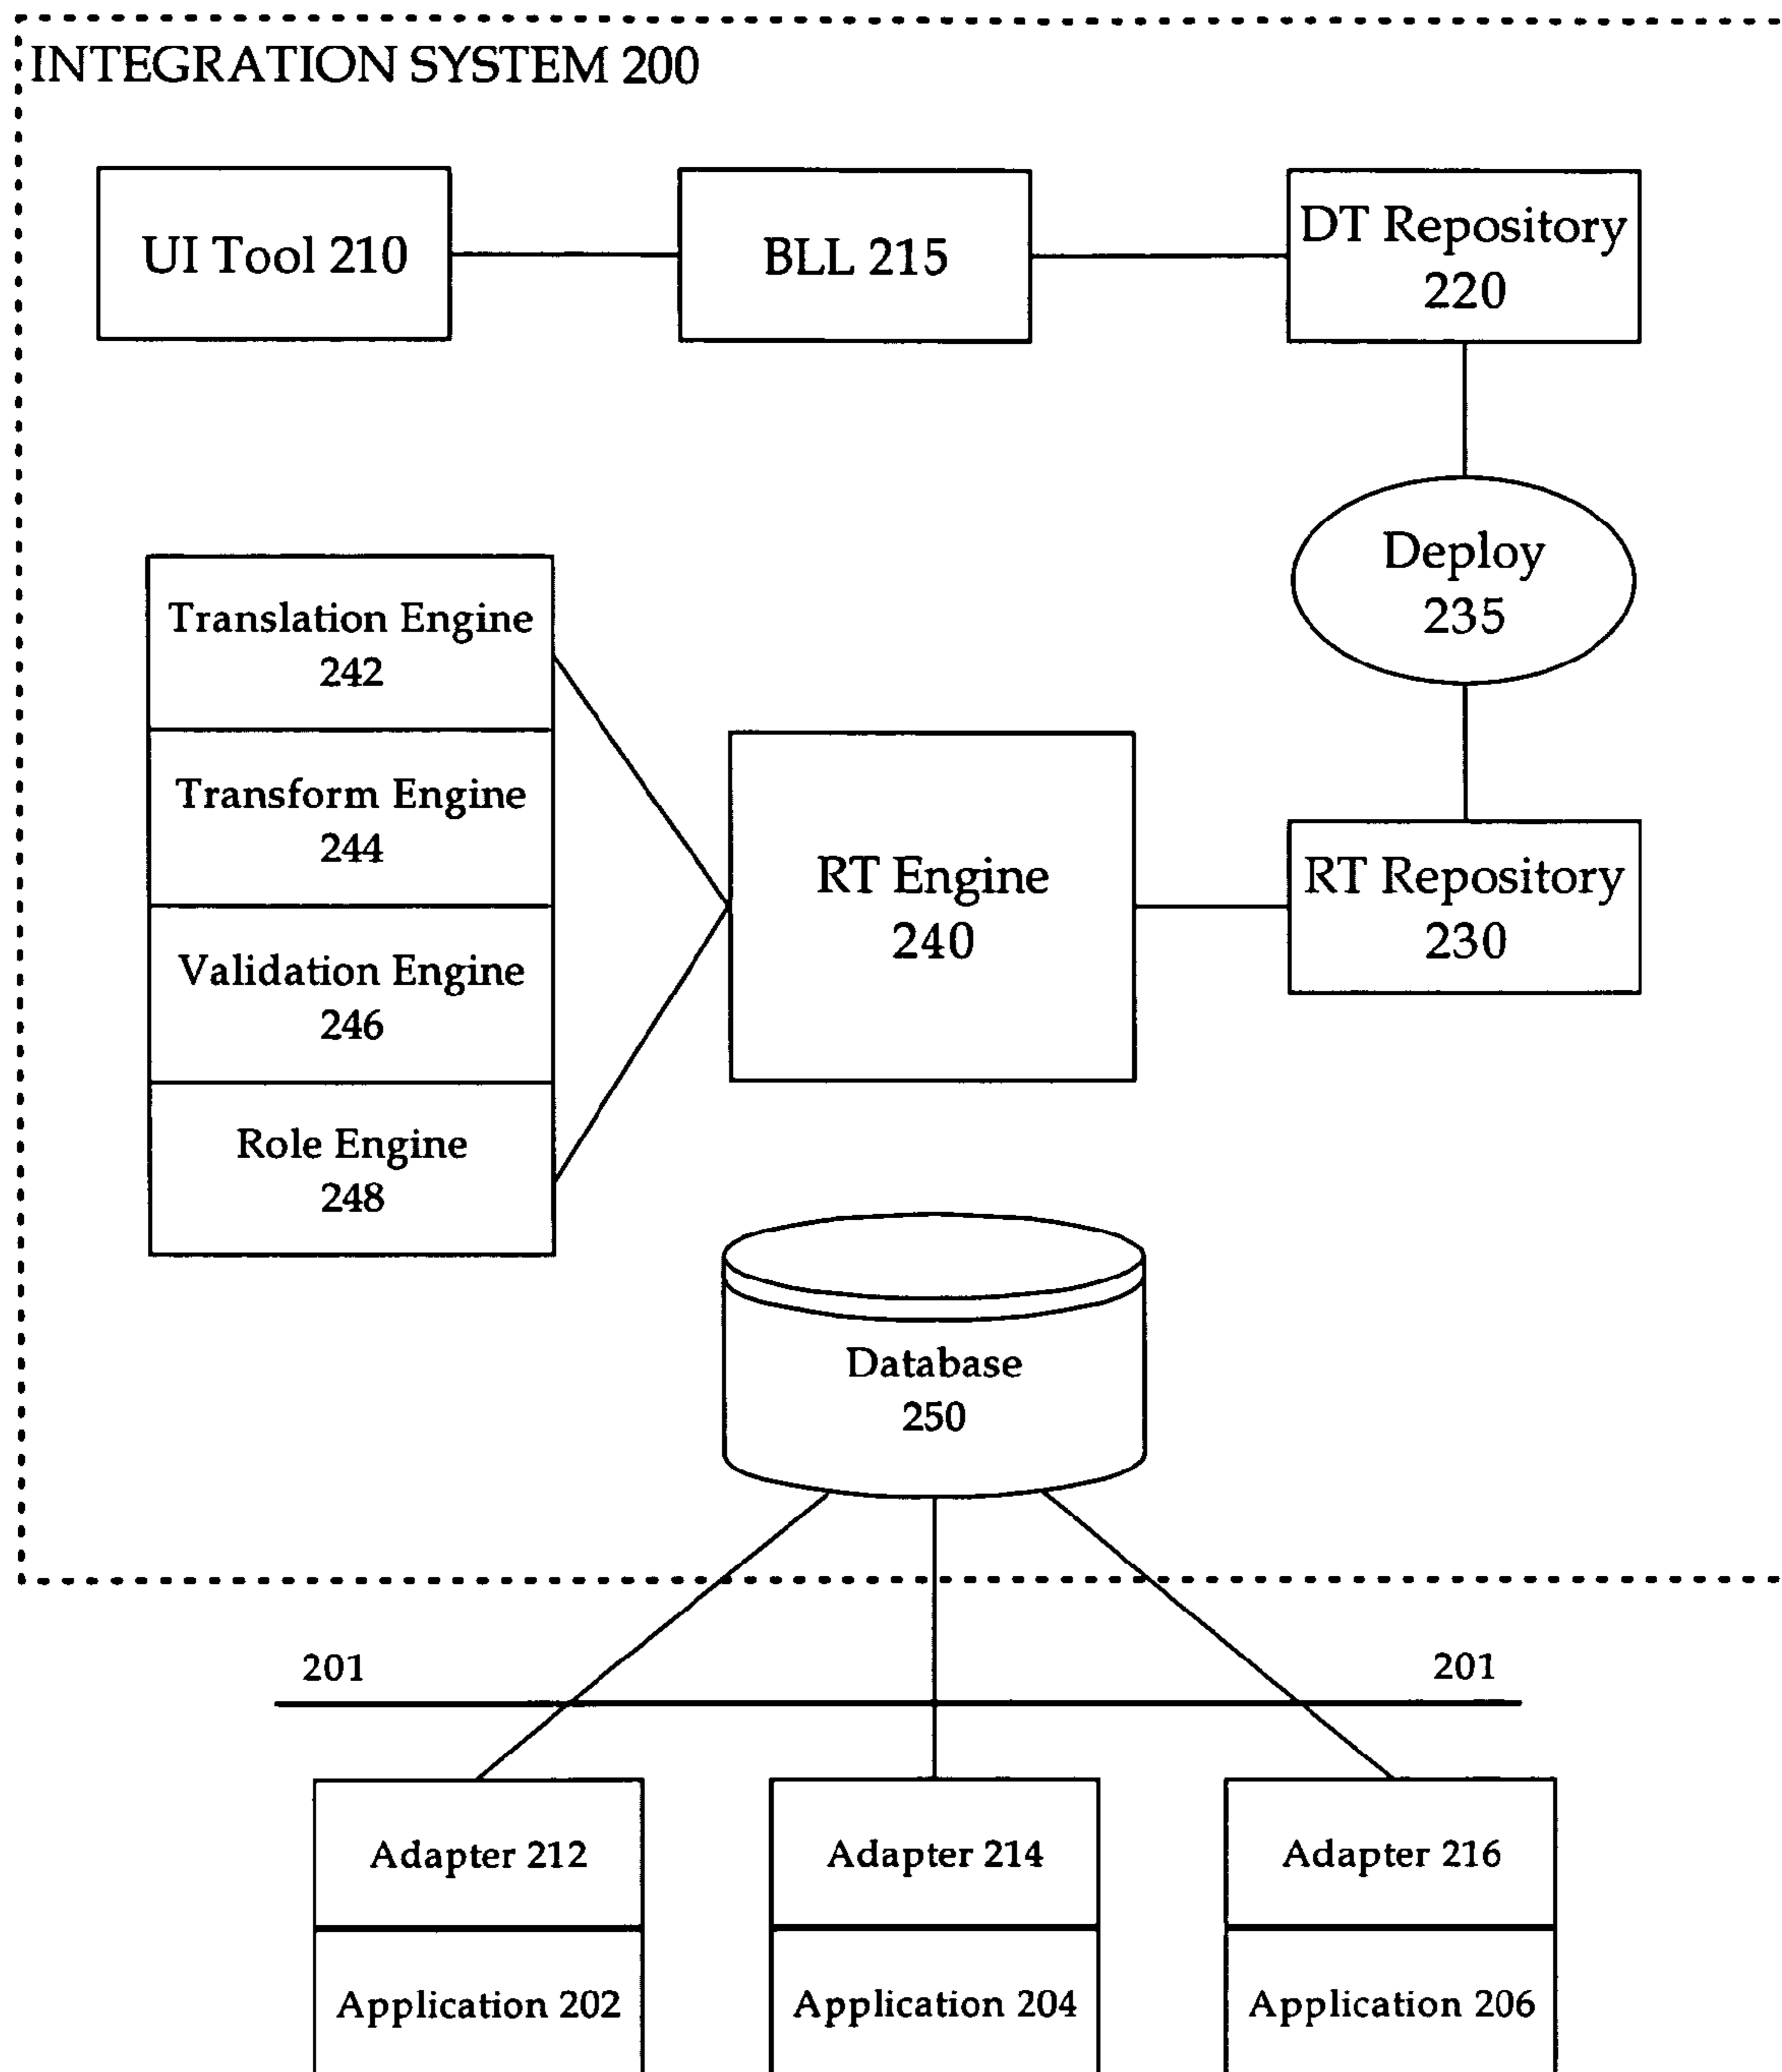 INTEGRATION SYSTEM 200
UI Tool 210
BLL 215
DT Repository
220
Deploy
235
Translation Engine
242
Transform Engine
244
Validation Engine
246
Role Engine
248
RT Engine
240
RT Repository
230
Database
250
201
201
Adapter 212
Adapter 214
Adapter 216
Application 202
Application 204
Application 206